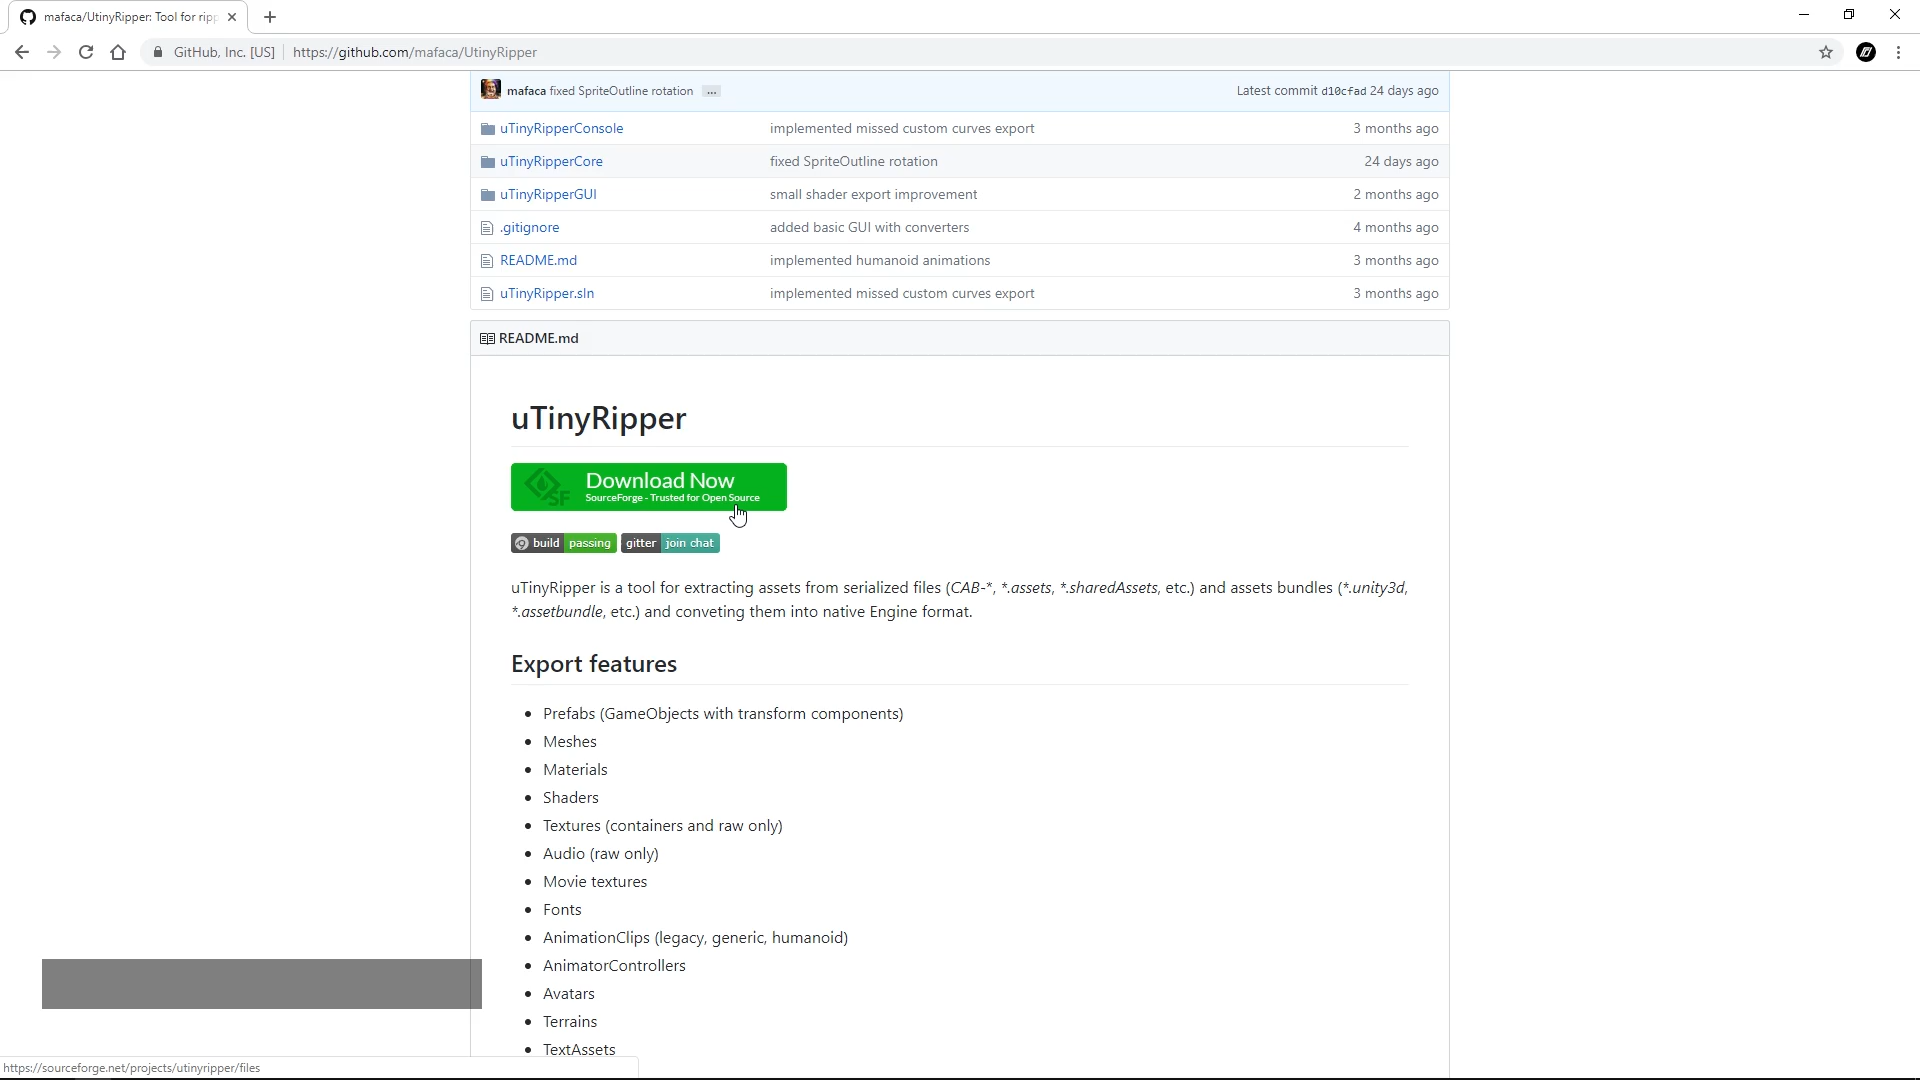 mafaca/UtinyRipper: Tool for ripp
GitHub, Inc. [US] https://github.com/mafaca/UtinyRipper
mafaca fixed SpriteOutline rotation ... Latest commit d10cfad 24 days ago
uTinyRipperConsole implemented missed custom curves export 3 months ago
uTinyRipperCore fixed SpriteOutline rotation 24 days ago
uTinyRipperGUI small shader export improvement 2 months ago
.gitignore added basic GUI with converters 4 months ago
README.md implemented humanoid animations 3 months ago
uTinyRipper.sln implemented missed custom curves export 3 months ago
README.md
uTinyRipper
SF Download Now
SourceForge - Trusted for Open Source
build passing gitter join chat
uTinyRipper is a tool for extracting assets from serialized files (CAB-*, *.assets, *.sharedAssets, etc.) and assets bundles (*.unity3d,
*.assetbundle, etc.) and conveting them into native Engine format.
Export features
• Prefabs (GameObjects with transform components)
• Meshes
• Materials
• Shaders
• Textures (containers and raw only)
• Audio (raw only)
• Movie textures
• Fonts
• AnimationClips (legacy, generic, humanoid)
• AnimatorControllers
• Avatars
• Terrains
• TextAssets
https://sourceforge.net/projects/utinyripper/files